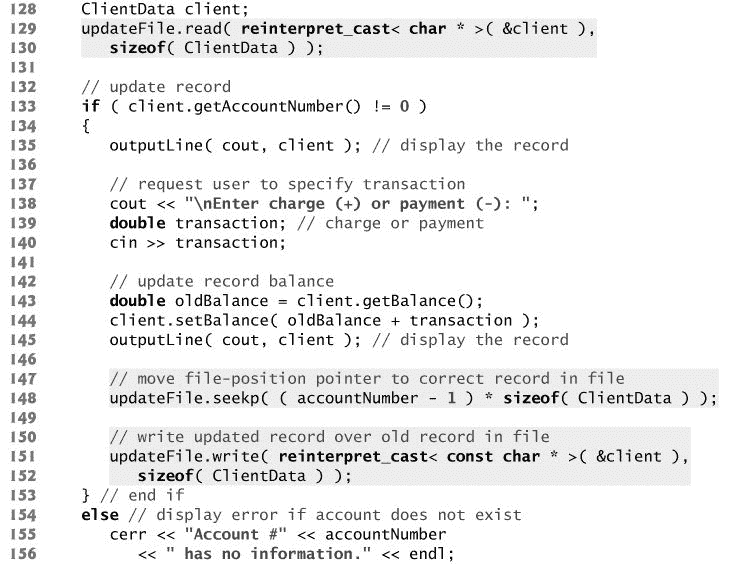 128 ClientData client;
129 updateFile.read( reinterpret_cast< char * >( &client ),
130 sizeof( ClientData ) );
131
132 // update record
133 if ( client.getAccountNumber() != 0 )
134 {
135 outputLine( cout, client ); // display the record
136
137 // request user to specify transaction
138 cout << "\nEnter charge (+) or payment (-): ";
139 double transaction; // charge or payment
140 cin >> transaction;
141
142 // update record balance
143 double oldBalance = client.getBalance();
144 client.setBalance( oldBalance + transaction );
145 outputLine( cout, client ); // display the record
146
147 // move file-position pointer to correct record in file
148 updateFile.seekp( ( accountNumber - 1 ) * sizeof( ClientData ) );
149
150 // write updated record over old record in file
151 updateFile.write( reinterpret_cast< const char * >( &client ),
152 sizeof( ClientData ) );
153 } // end if
154 else // display error if account does not exist
155 cerr << "Account #" << accountNumber
156 << " has no information." << endl;